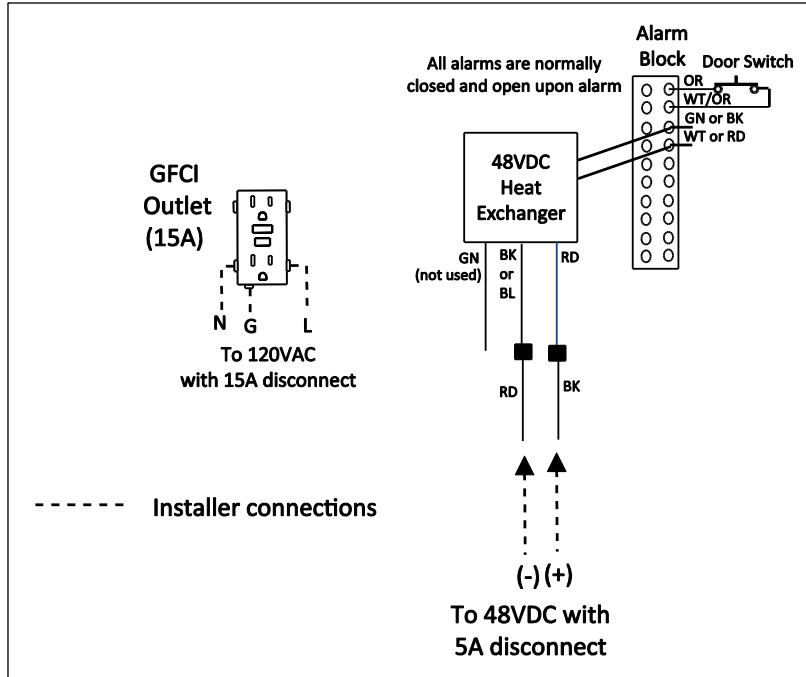 All alarms are normally
closed and open upon alarm
Alarm
Block
Door Switch
OR
WT/OR
GN or BK
WT or RD
GFCI
Outlet
(15A)
N G L
To 120VAC
with 15A disconnect
48VDC
Heat
Exchanger
GN
(not used)
BK
or
BL
RD
RD
BK
Installer connections
(-) (+)
To 48VDC with
5A disconnect